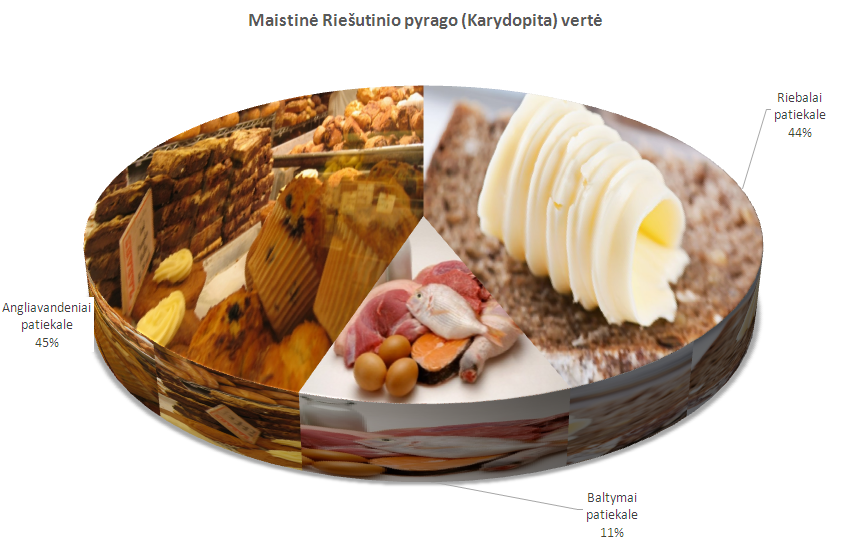 Maistinė Riešutinio pyrago (Karydopita) vertė
Riebalai
patiekale
44%
Angliavandeniai
patiekale
45%
Baltymai
patiekale
11%